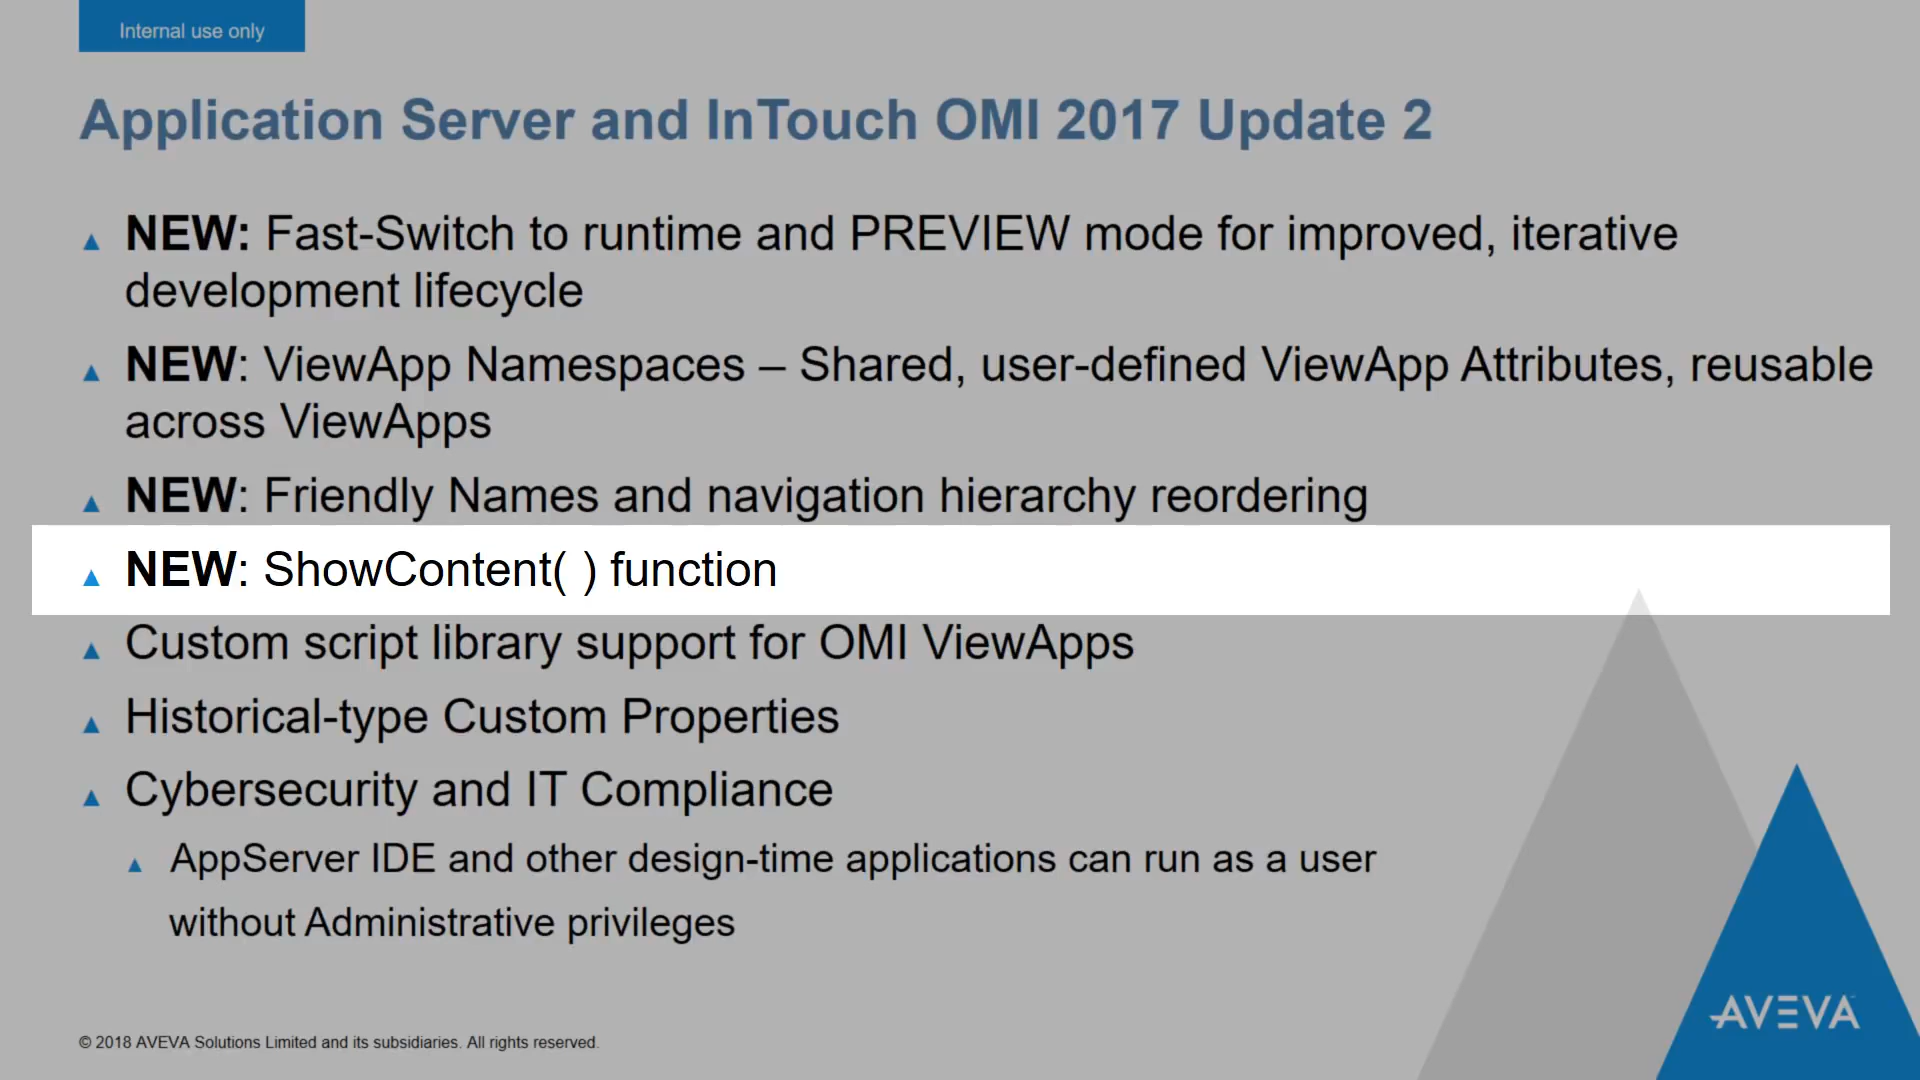 Internal use only
Application Server and InTouch OMI 2017 Update 2
NEW: Fast-Switch to runtime and PREVIEW mode for improved, iterative
development lifecycle
NEW: ViewApp Namespaces – Shared, user-defined ViewApp Attributes, reusable
across ViewApps
NEW: Friendly Names and navigation hierarchy reordering
NEW: ShowContent( ) function
Custom script library support for OMI ViewApps
Historical-type Custom Properties
Cybersecurity and IT Compliance
AppServer IDE and other design-time applications can run as a user
without Administrative privileges
© 2018 AVEVA Solutions Limited and its subsidiaries. All rights reserved.
AVEVA